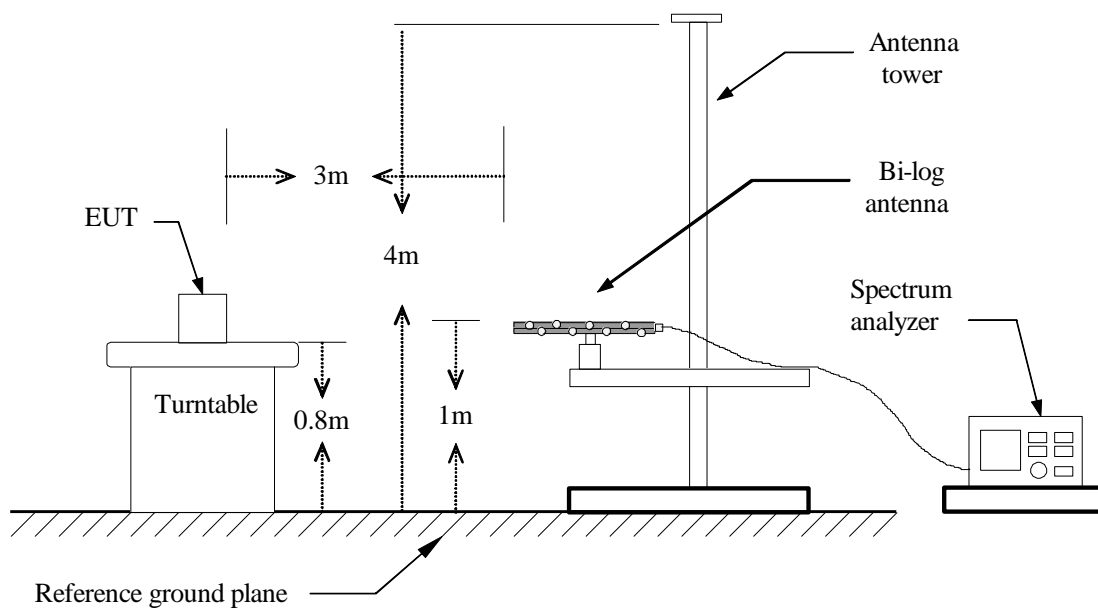 Antenna
tower
3m
Bi-log
antenna
EUT
4m
Spectrum
analyzer
Turntable
0.8m
1m
Reference ground plane